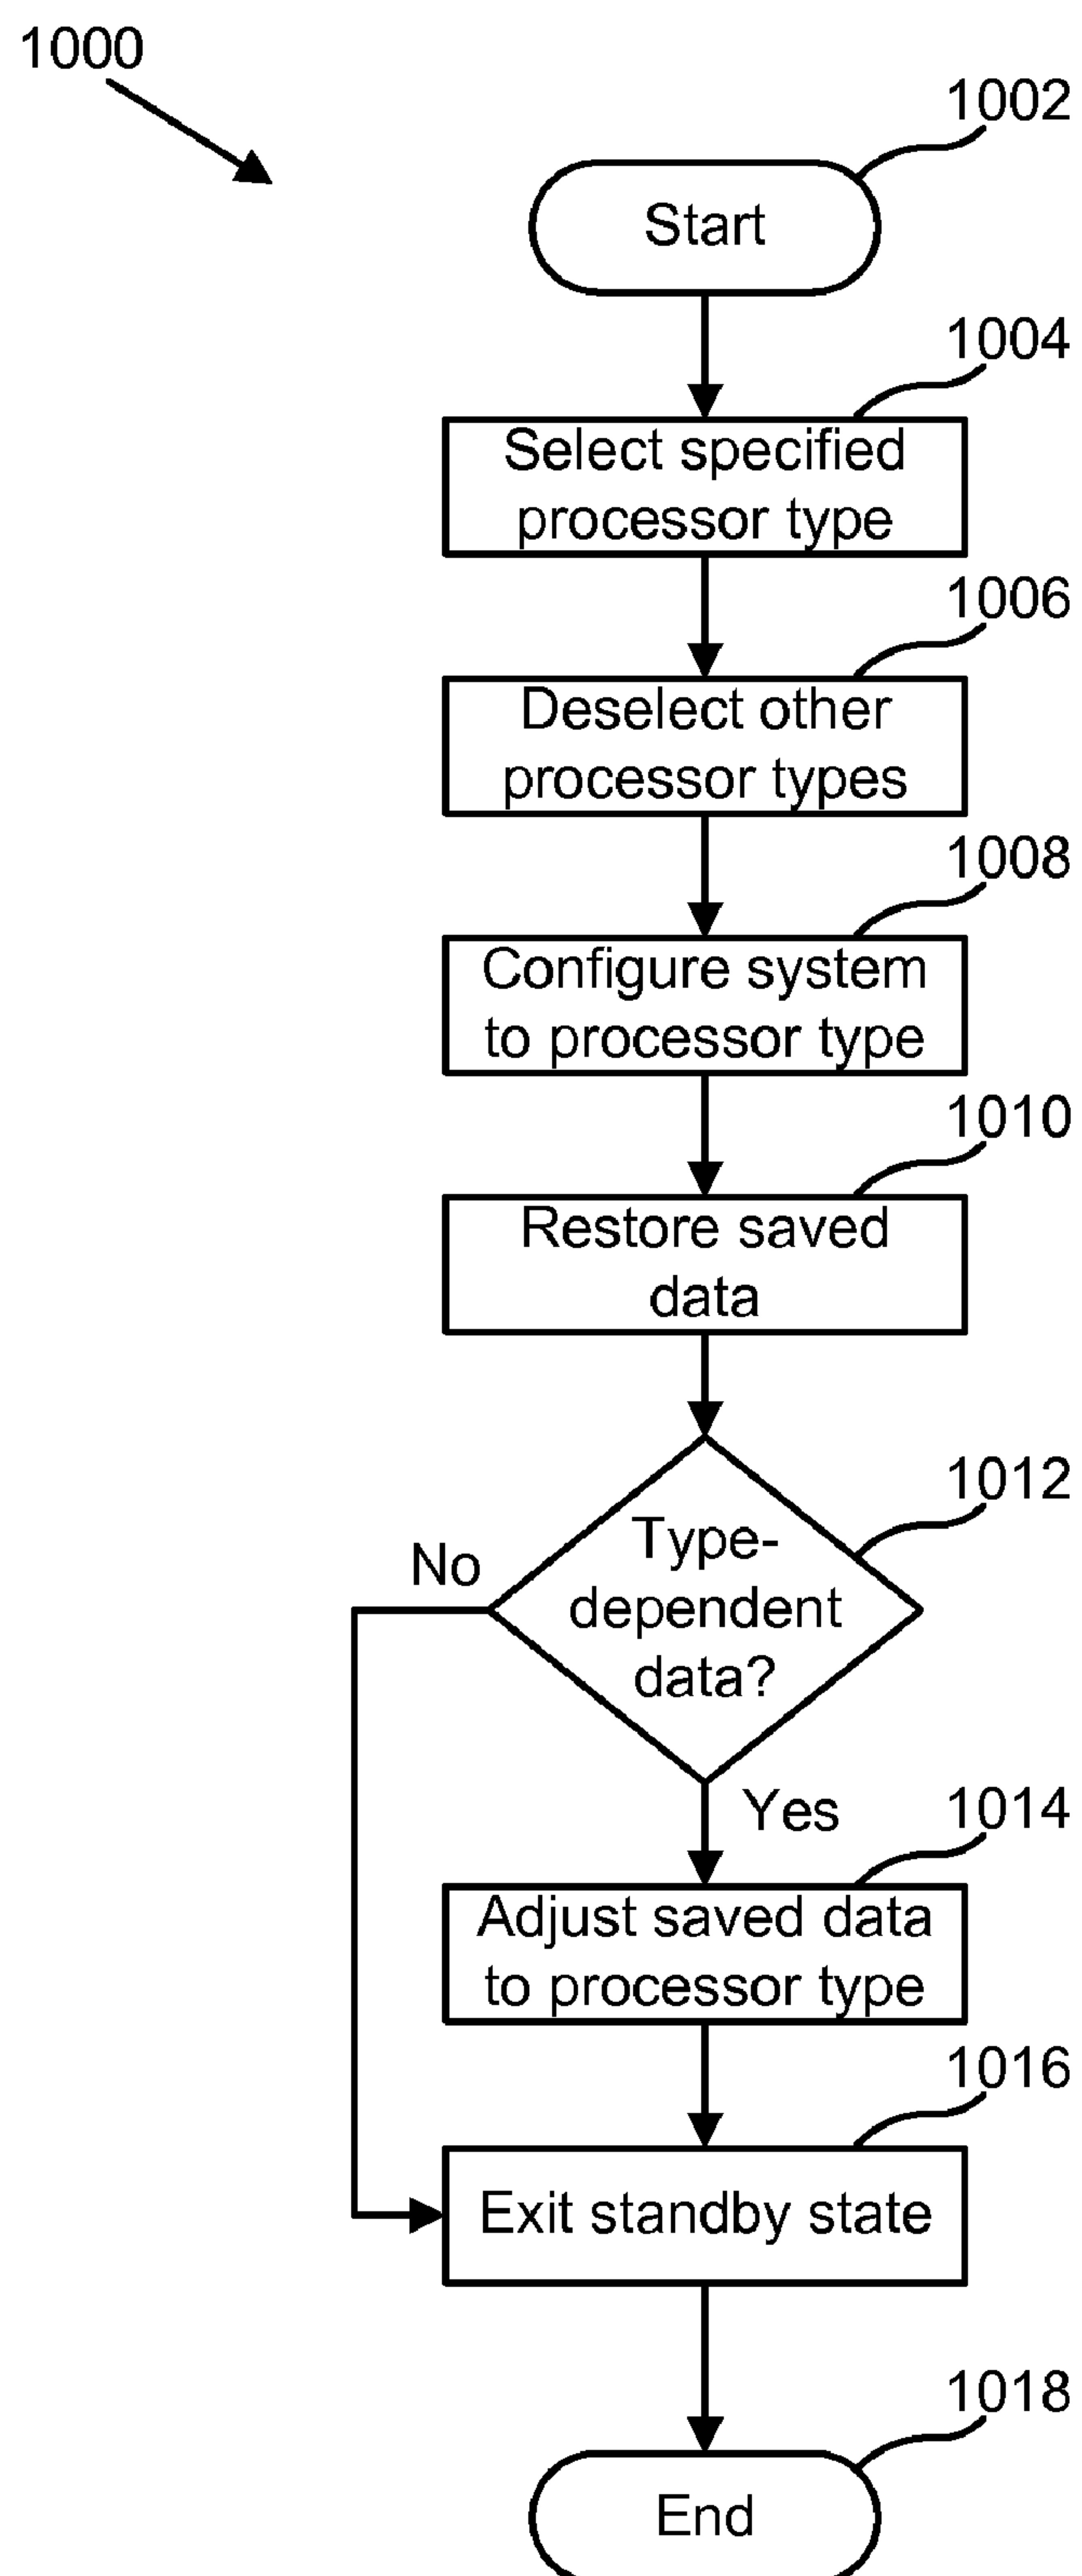 1000
1002
Start
1004
Select specified
processor type
1006
Deselect other
processor types
1008
Configure system
to processor type
1010
Restore saved
data
1012
Type-
dependent
data?
No
Yes
1014
Adjust saved data
to processor type
1016
Exit standby state
1018
End